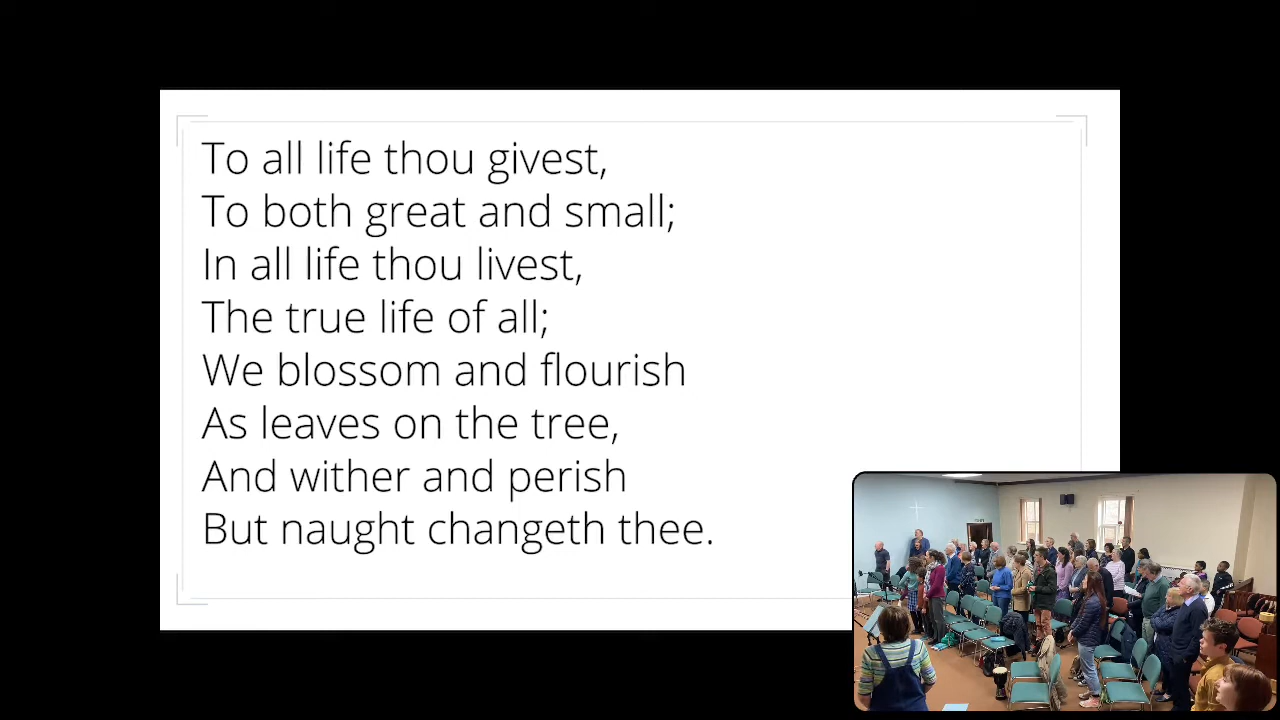 To all life thou givest,
To both great and small;
In all life thou livest,
The true life of all;
We blossom and flourish
As leaves on the tree,
And wither and perish
But naught changeth thee.